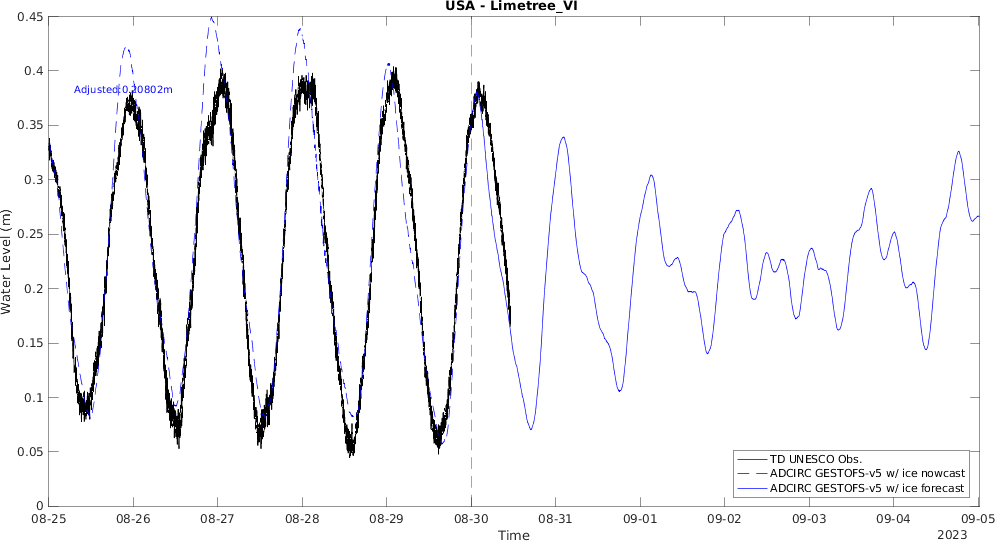 USA - Limetree_VI
Water Level (m)
0.45
0.4
0.35
0.3
0.25
0.2
0.15
0.1
0.05
0
Adjusted:0.20802m
TD UNESCO Obs.
ADCIRC GESTOFS-v5 w/ ice nowcast
ADCIRC GESTOFS-v5 w/ ice forecast
08-25 08-26 08-27 08-28 08-29 08-30 08-31 09-01 09-02 09-03 09-04 09-05
Time
2023